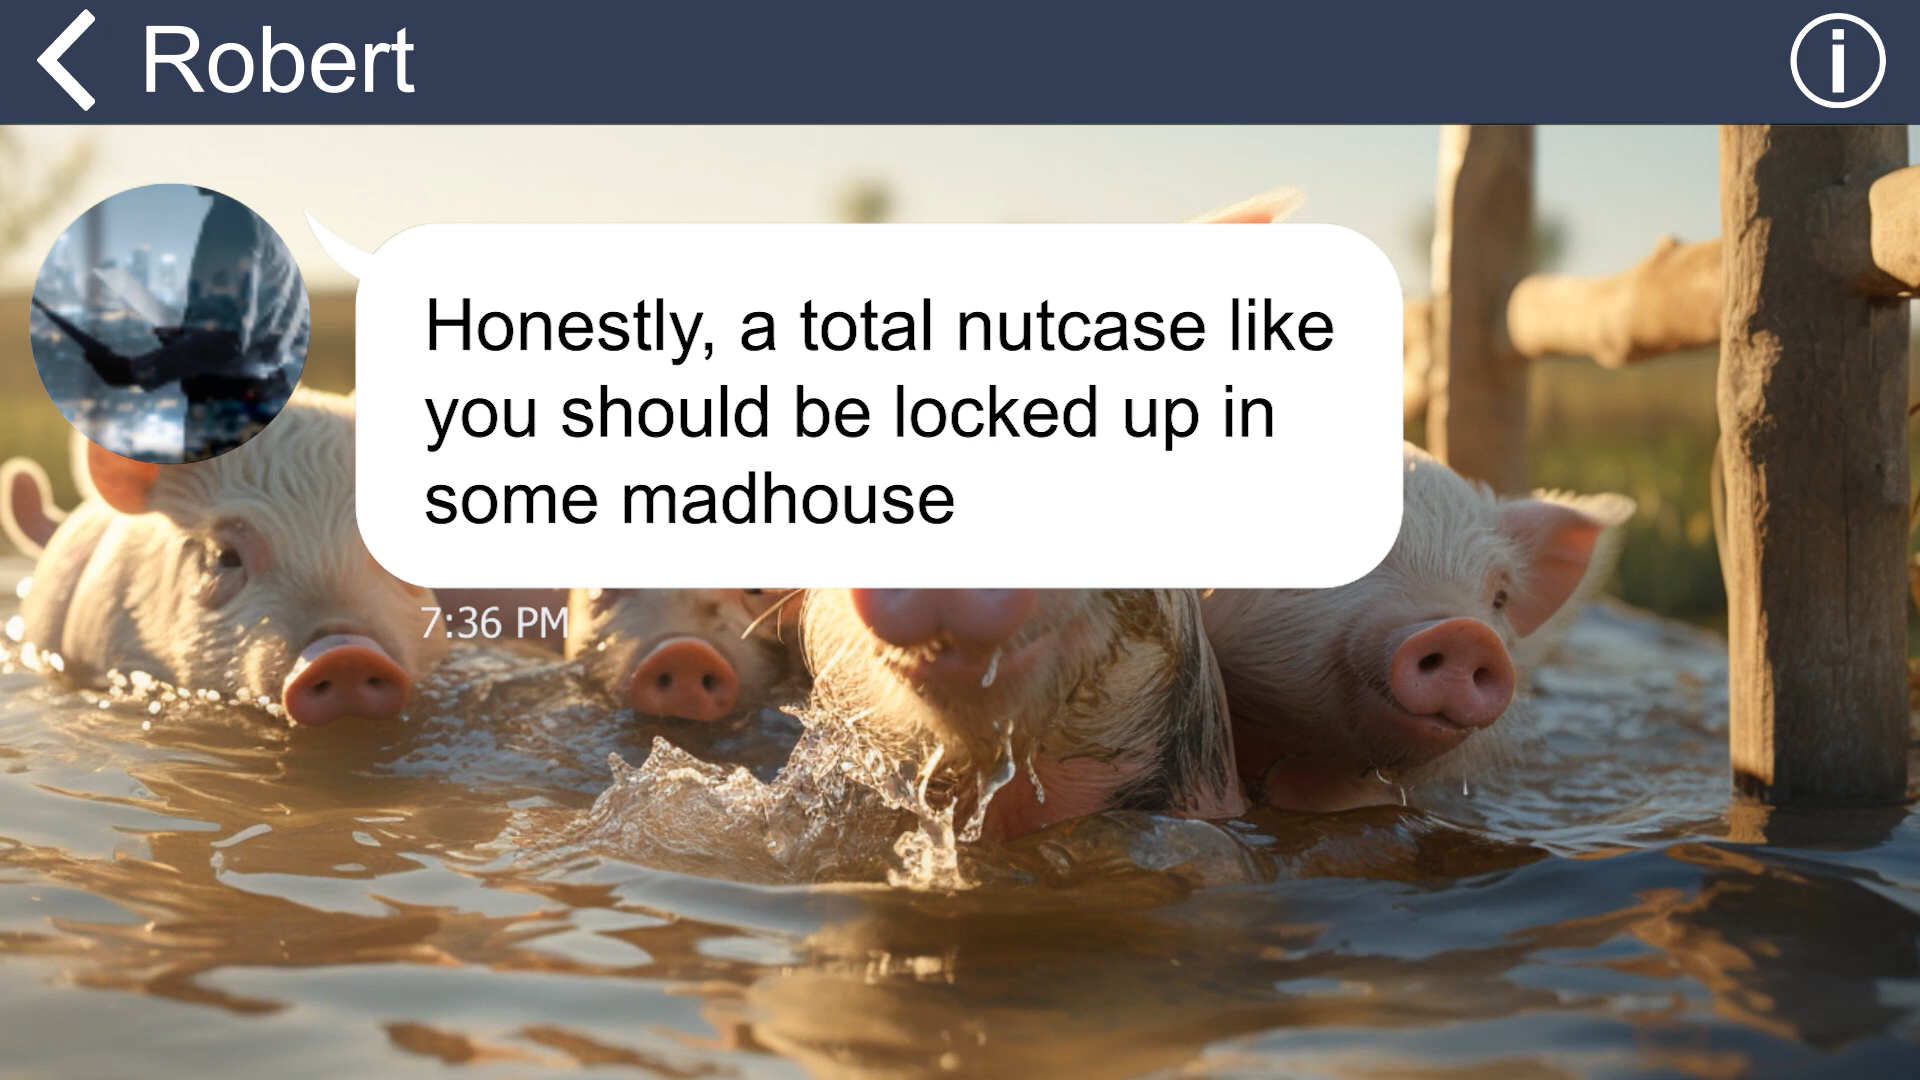 Robert
Honestly, a total nutcase like
you should be locked up in
some madhouse
7:36 PM